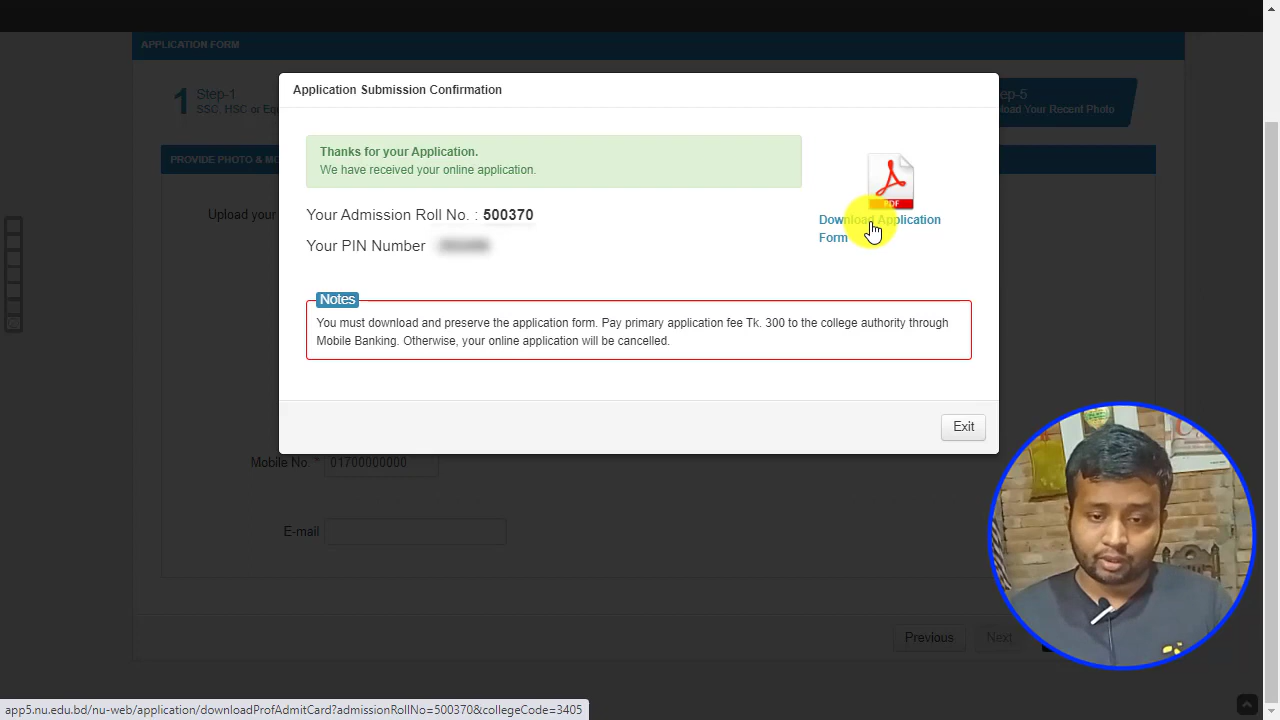 APPLICATION FORM
1
Step-1
SSC, HSC or Equ
ep-5
load Your Recent Photo
Application Submission Confirmation
PROVIDE PHOTO & MO
Thanks for your Application.
We have received your online application.
PDF
Download Application
Form
Upload your
Your Admission Roll No. : 500370
Your PIN Number
Notes
You must download and preserve the application form. Pay primary application fee Tk. 300 to the college authority through
Mobile Banking. Otherwise, your online application will be cancelled.
Exit
Mobile No. * 01700000000
E-mail
Previous
Next
app5.nu.edu.bd/nu-web/application/downloadProfAdmitCard?admissionRollNo=500370&collegeCode=3405